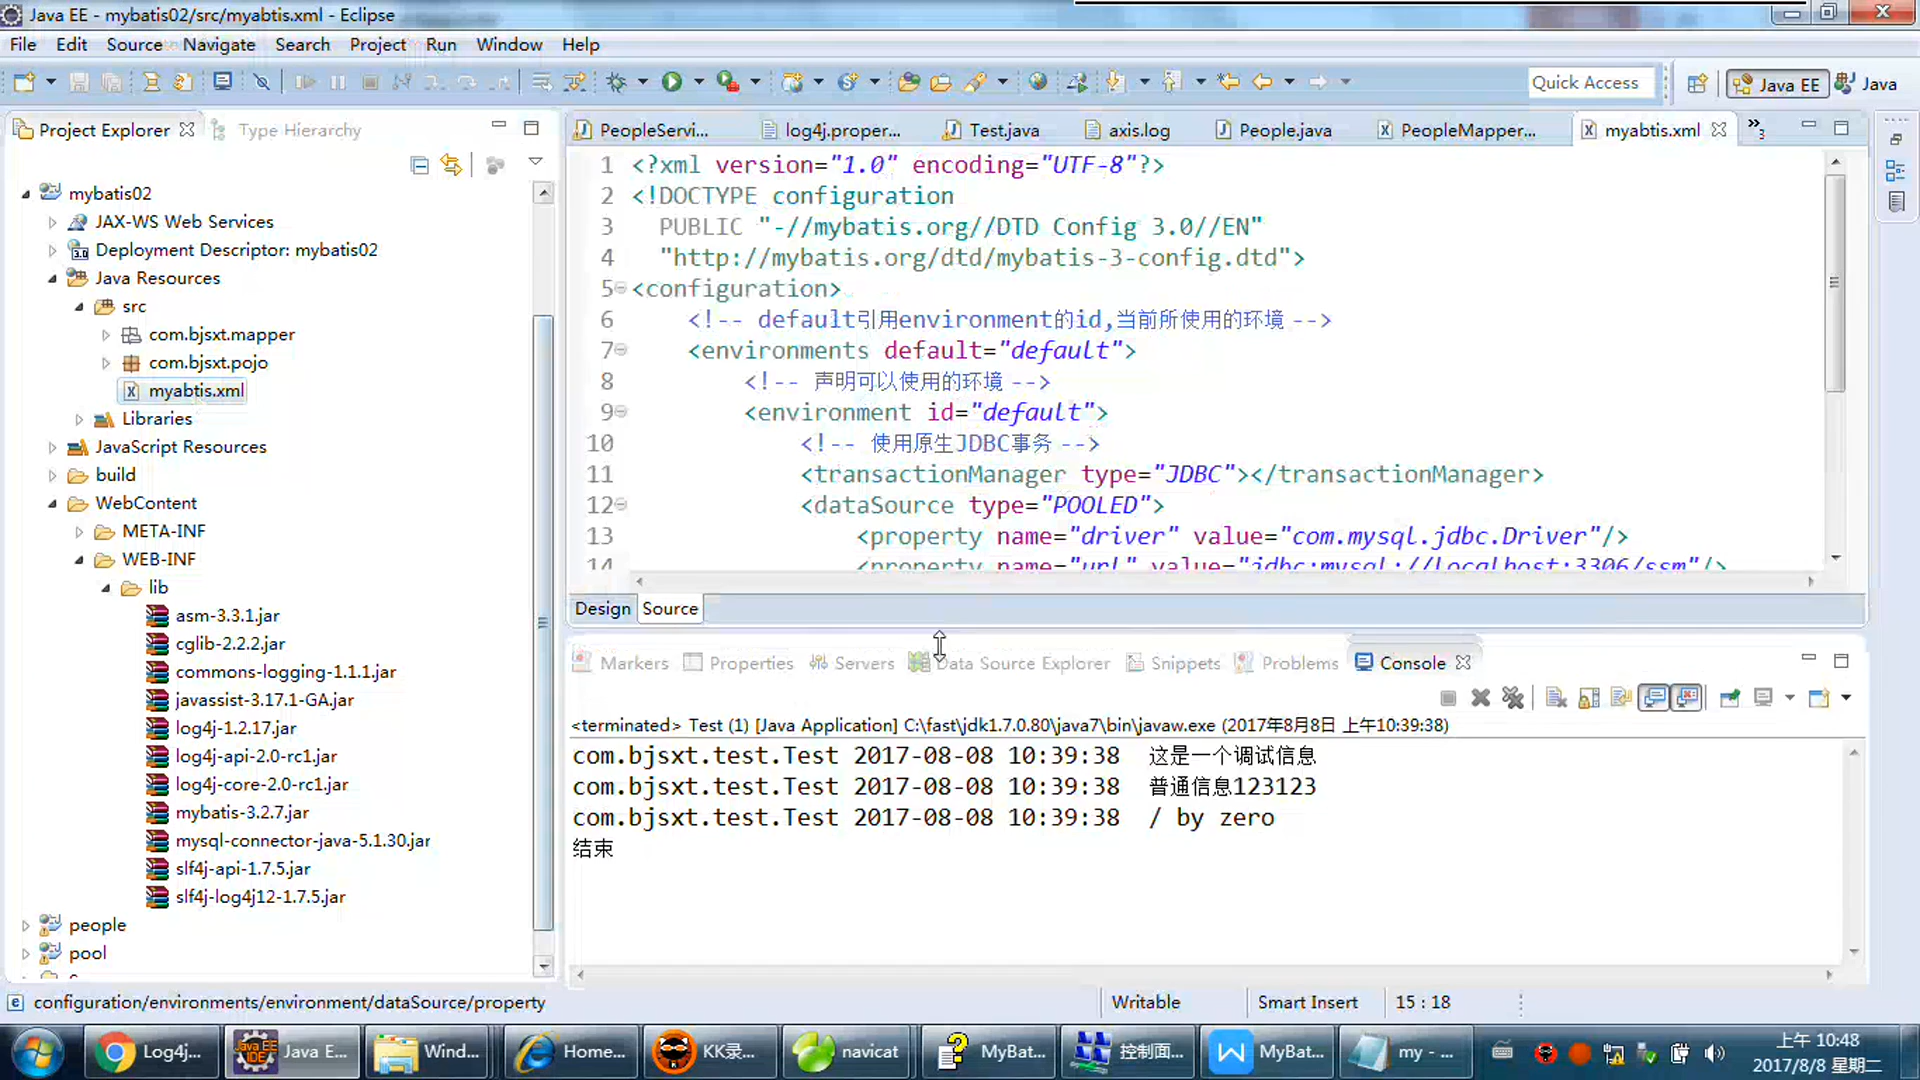 Java EE - mybatis02/src/myabtis.xml - Eclipse
File Edit Source Navigate Search Project Run Window Help
Quick Access
Java EE
Java
Project Explorer
Type Hierarchy
mybatis02
JAX-WS Web Services
Deployment Descriptor: mybatis02
Java Resources
src
com.bjsxt.mapper
com.bjsxt.pojo
myabtis.xml
Libraries
JavaScript Resources
build
WebContent
META-INF
WEB-INF
lib
asm-3.3.1.jar
cglib-2.2.2.jar
commons-logging-1.1.1.jar
javassist-3.17.1-GA.jar
log4j-1.2.17.jar
log4j-api-2.0-rc1.jar
log4j-core-2.0-rc1.jar
mybatis-3.2.7.jar
mysql-connector-java-5.1.30.jar
slf4j-api-1.7.5.jar
slf4j-log4j12-1.7.5.jar
people
pool
PeopleServi... log4j.proper... Test.java axis.log People.java PeopleMapper... myabtis.xml »3
1 <?xml version="1.0" encoding="UTF-8"?>
2 <!DOCTYPE configuration
3 PUBLIC "-//mybatis.org//DTD Config 3.0//EN"
4 "http://mybatis.org/dtd/mybatis-3-config.dtd">
5 <configuration>
6 <!-- default引用environment的id,当前所使用的环境 -->
7 <environments default="default">
8 <!-- 声明可以使用的环境 -->
9 <environment id="default">
10 <!-- 使用原生JDBC事务 -->
11 <transactionManager type="JDBC"></transactionManager>
12 <dataSource type="POOLED">
13 <property name="driver" value="com.mysql.jdbc.Driver"/>
14 <property name="url" value="jdbc:mysql://localhost:3306/ssm"/>
Design Source
Markers Properties Servers Data Source Explorer Snippets Problems Console
<terminated> Test (1) [Java Application] C:\fast\jdk1.7.0.80\java7\bin\javaw.exe (2017年8月8日 上午10:39:38)
com.bjsxt.test.Test 2017-08-08 10:39:38 这是一个调试信息
com.bjsxt.test.Test 2017-08-08 10:39:38 普通信息123123
com.bjsxt.test.Test 2017-08-08 10:39:38 / by zero
结束
configuration/environments/environment/dataSource/property
Writable
Smart Insert
15 : 18
Log4j...
Java E...
Wind...
Home...
KK录...
navicat
MyBat...
控制面...
MyBat...
my - ...
上午 10:48
2017/8/8 星期二